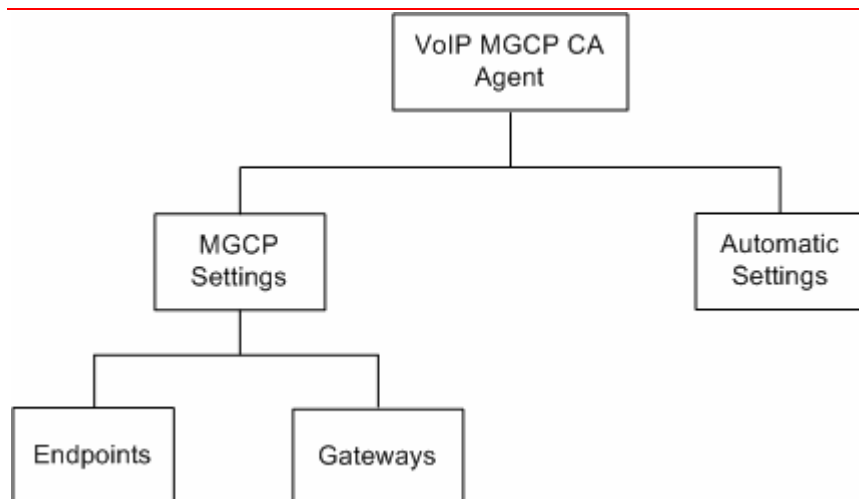 VoIP MGCP CA
Agent
MGCP
Settings
Automatic
Settings
Endpoints
Gateways